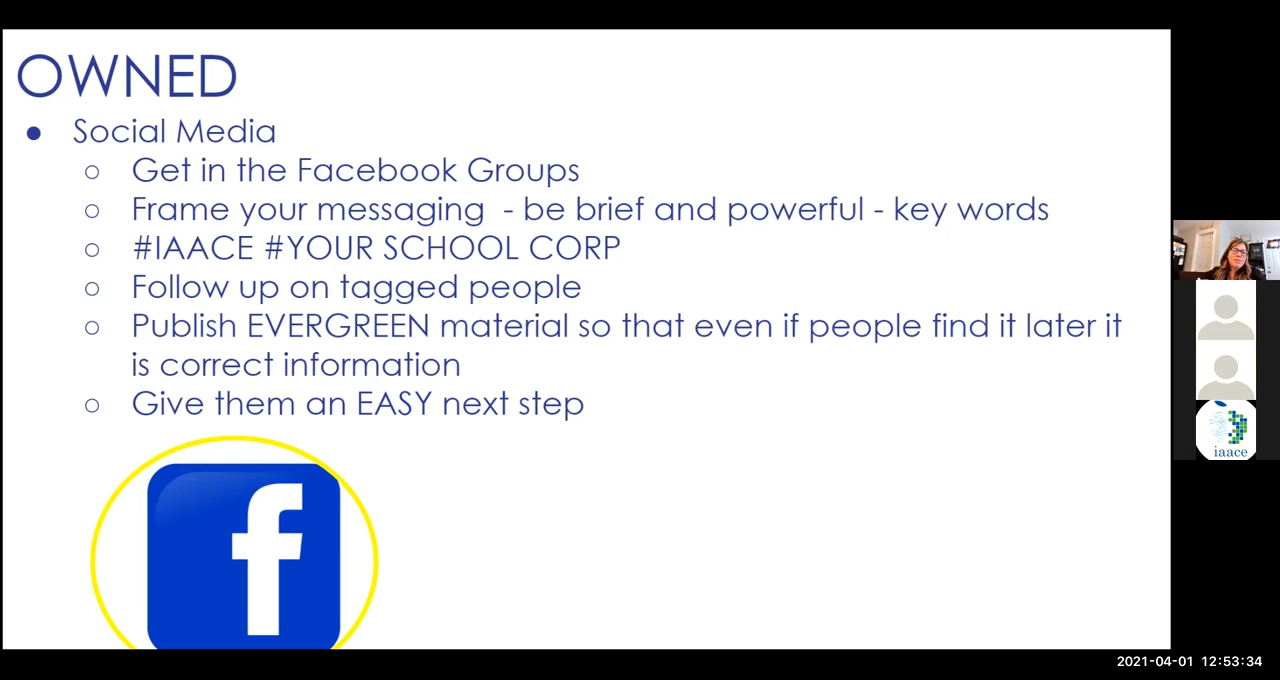 OWNED
● Social Media
○ Get in the Facebook Groups
○ Frame your messaging  - be brief and powerful - key words
○ #IAACE #YOUR SCHOOL CORP
○ Follow up on tagged people
○ Publish EVERGREEN material so that even if people find it later it
is correct information
○ Give them an EASY next step
f
iaace
2021-04-01 12:53:34